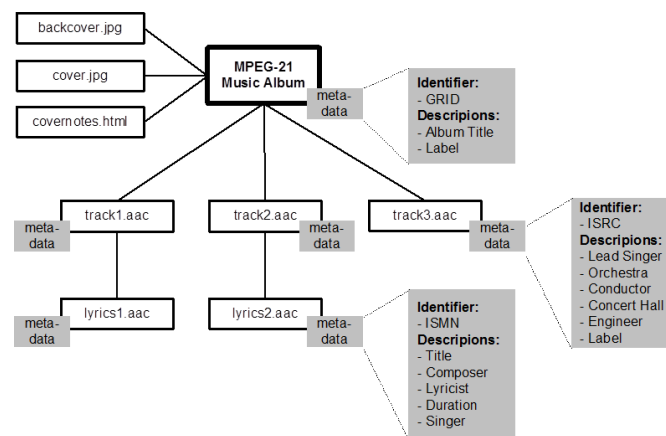 backcover.jpg
cover.jpg
covernotes.html
MPEG-21
Music Album
meta-
data
Identifier:
- GRID
Descripions:
- Album Title
- Label
track1.aac
meta-
data
track2.aac
meta-
data
track3.aac
meta-
data
Identifier:
- ISRC
Descripions:
- Lead Singer
- Orchestra
- Conductor
- Concert Hall
- Engineer
- Label
lyrics1.aac
meta-
data
lyrics2.aac
meta-
data
Identifier:
- ISMN
Descripions:
- Title
- Composer
- Lyricist
- Duration
- Singer